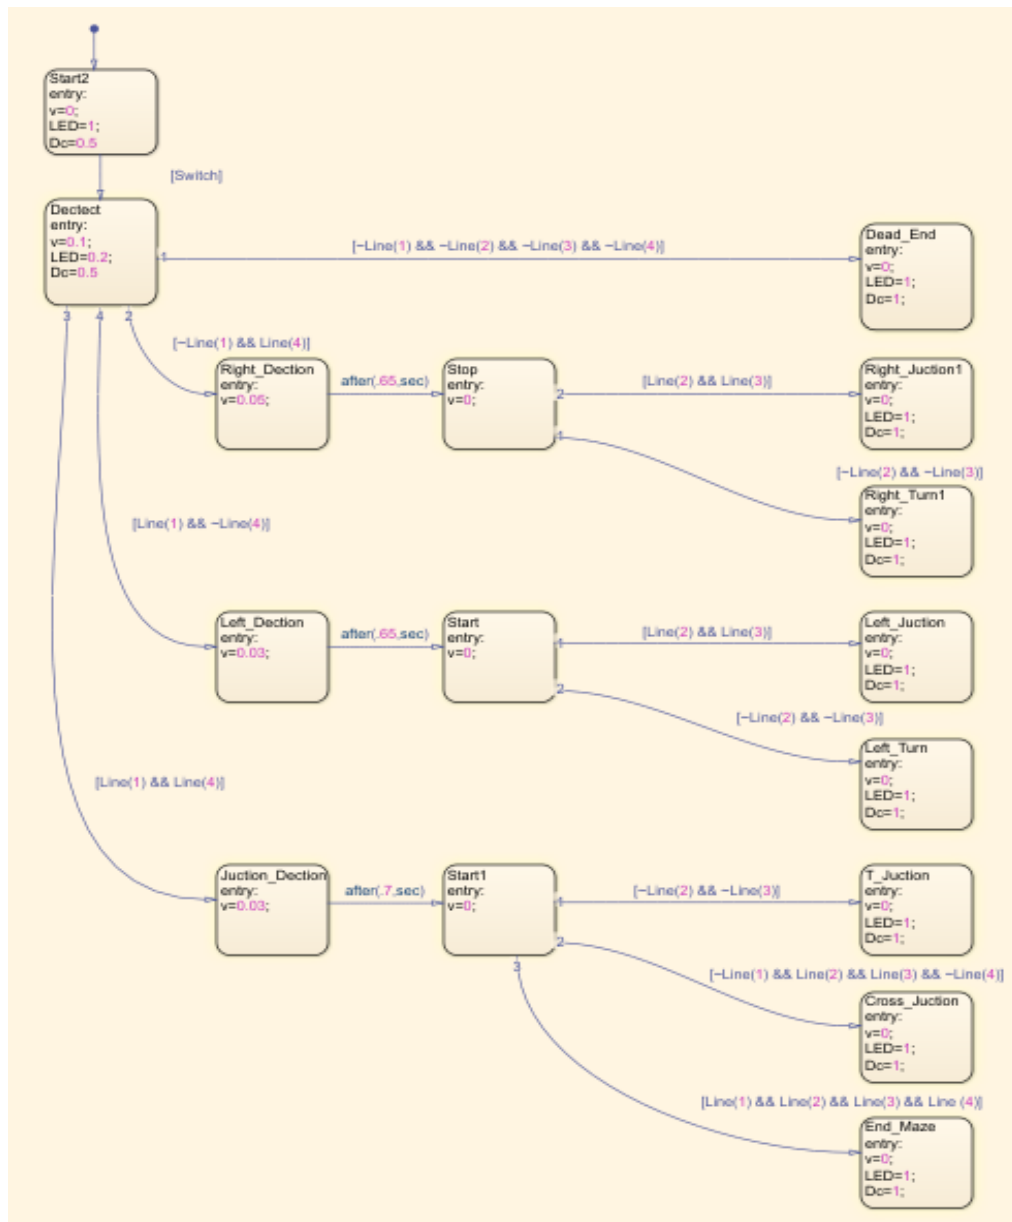 Start2
entry:
v=0;
LED=1;
Dc=0.5
[Switch]
Dectect
entry:
v=0.1;
LED=0.2;
Dc=0.5
1
3
4
2
[~Line(1) && ~Line(2) && ~Line(3) && ~Line(4)]
Dead_End
entry:
v=0;
LED=1;
Dc=1;
[~Line(1) && Line(4)]
Right_Dection
entry:
v=0.05;
after(.65,sec)
Stop
entry:
v=0;
2
1
[Line(2) && Line(3)]
Right_Juction1
entry:
v=0;
LED=1;
Dc=1;
[~Line(2) && ~Line(3)]
Right_Turn1
entry:
v=0;
LED=1;
Dc=1;
[Line(1) && ~Line(4)]
Left_Dection
entry:
v=0.03;
after(.65,sec)
Start
entry:
v=0;
1
2
[Line(2) && Line(3)]
Left_Juction
entry:
v=0;
LED=1;
Dc=1;
[~Line(2) && ~Line(3)]
Left_Turn
entry:
v=0;
LED=1;
Dc=1;
[Line(1) && Line(4)]
Juction_Dection
entry:
v=0.03;
after(.7,sec)
Start1
entry:
v=0;
1
2
3
[~Line(2) && ~Line(3)]
T_Juction
entry:
v=0;
LED=1;
Dc=1;
[~Line(1) && Line(2) && Line(3) && ~Line(4)]
Cross_Juction
entry:
v=0;
LED=1;
Dc=1;
[Line(1) && Line(2) && Line(3) && Line (4)]
End_Maze
entry:
v=0;
LED=1;
Dc=1;